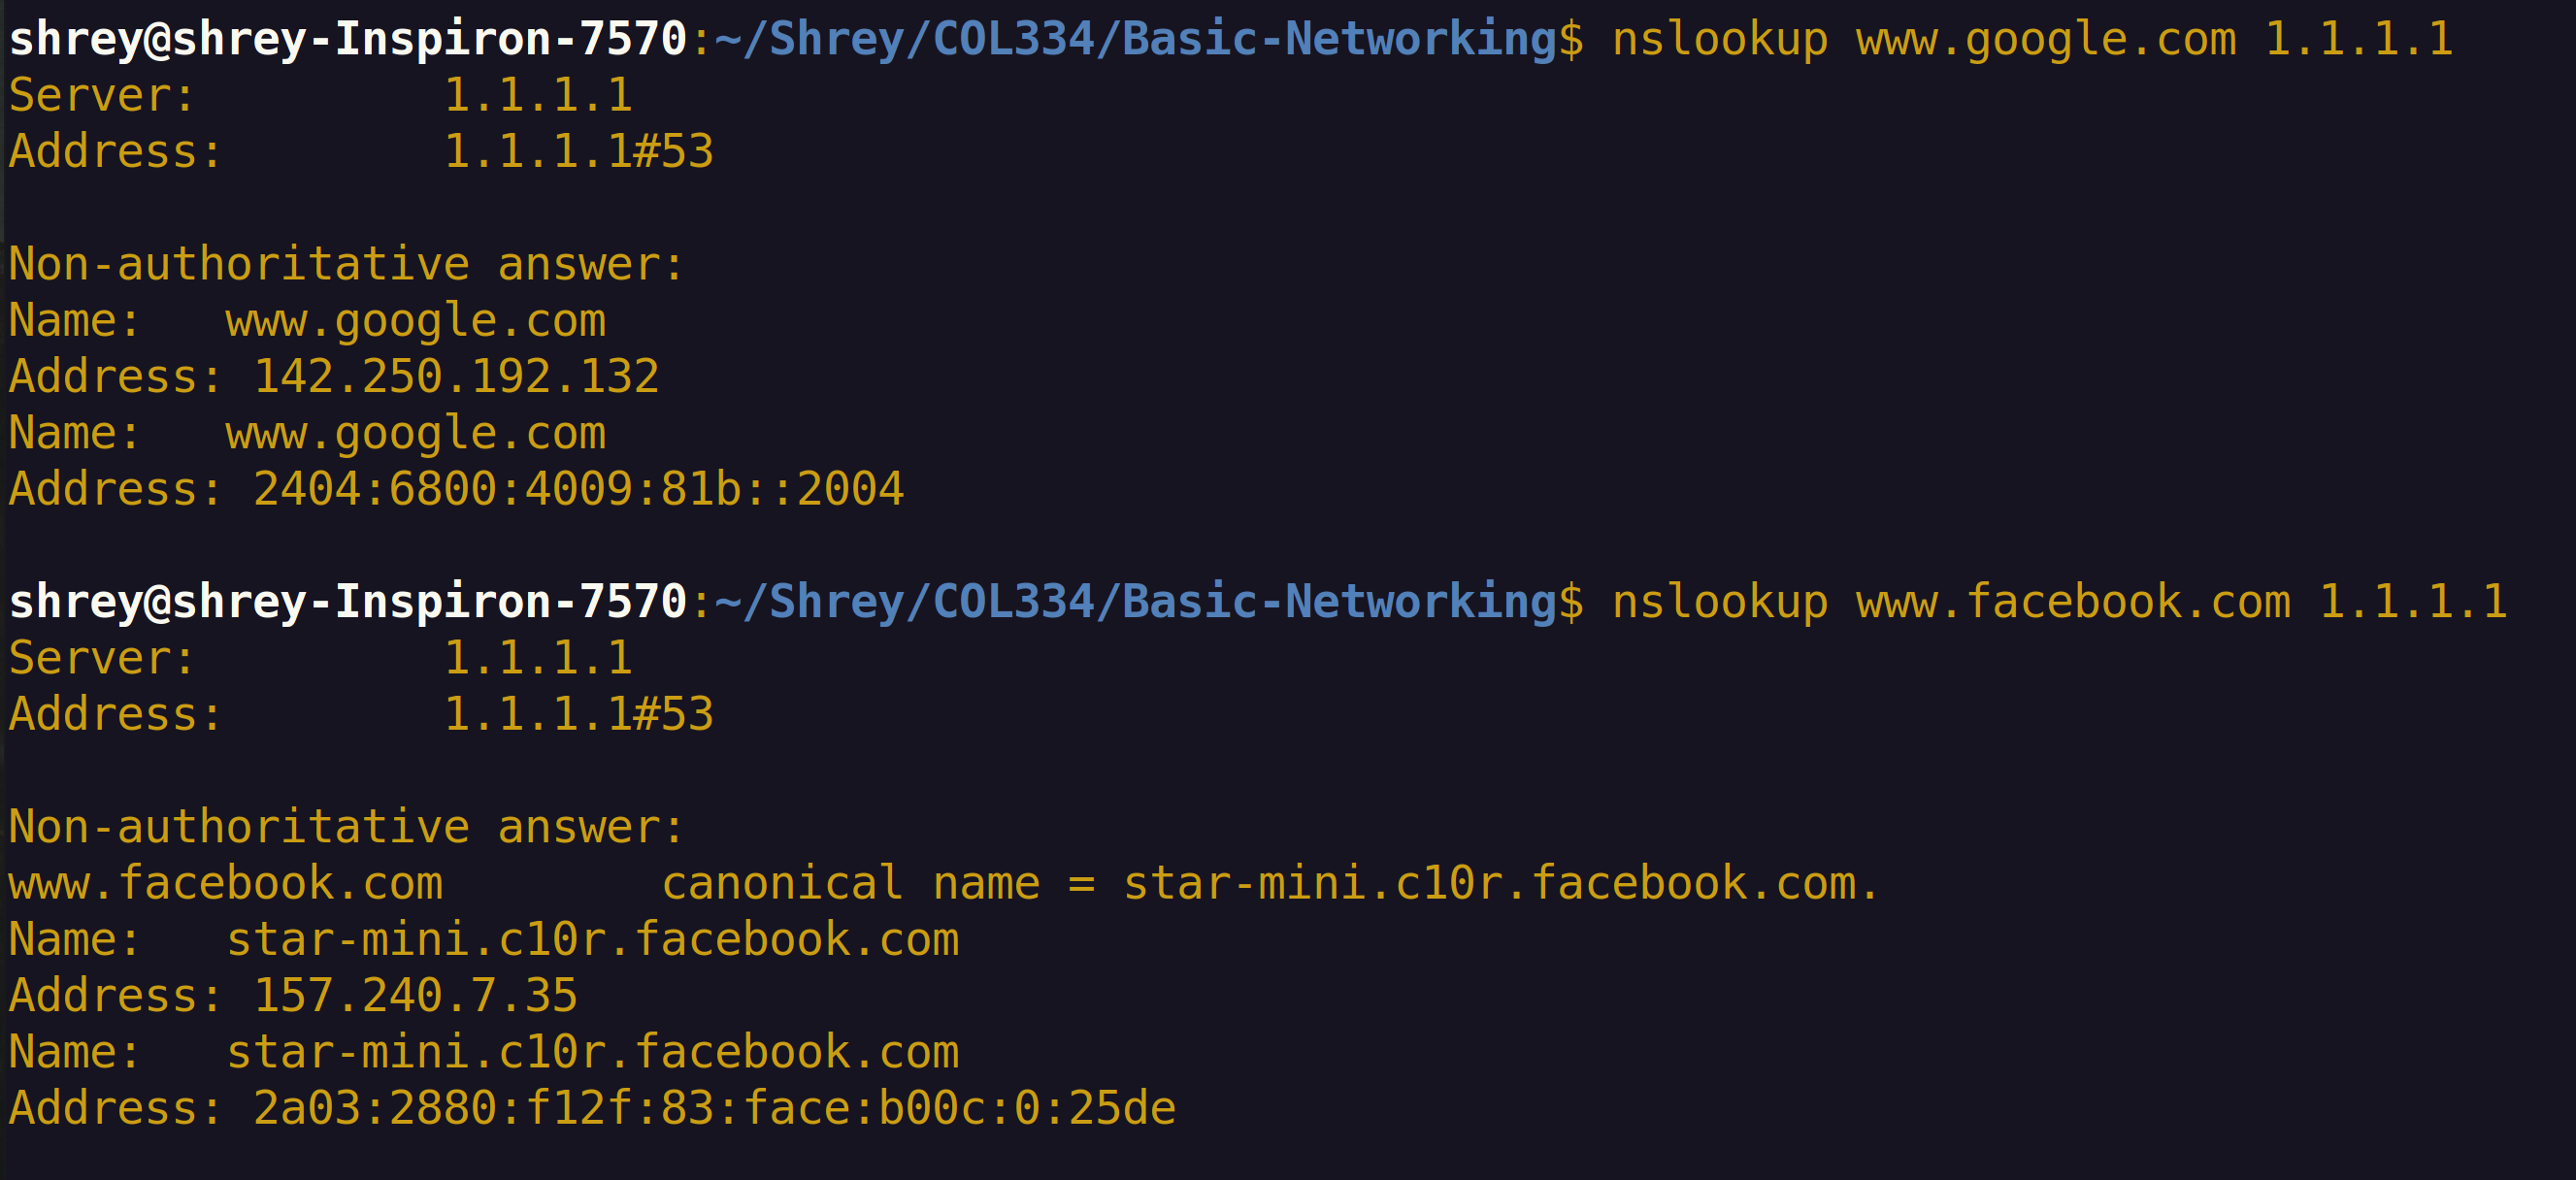 shrey@shrey-Inspiron-7570:~/Shrey/COL334/Basic-Networking$ nslookup www.google.com 1.1.1.1
Server:         1.1.1.1
Address:        1.1.1.1#53

Non-authoritative answer:
Name:   www.google.com
Address: 142.250.192.132
Name:   www.google.com
Address: 2404:6800:4009:81b::2004

shrey@shrey-Inspiron-7570:~/Shrey/COL334/Basic-Networking$ nslookup www.facebook.com 1.1.1.1
Server:         1.1.1.1
Address:        1.1.1.1#53

Non-authoritative answer:
www.facebook.com        canonical name = star-mini.c10r.facebook.com.
Name:   star-mini.c10r.facebook.com
Address: 157.240.7.35
Name:   star-mini.c10r.facebook.com
Address: 2a03:2880:f12f:83:face:b00c:0:25de